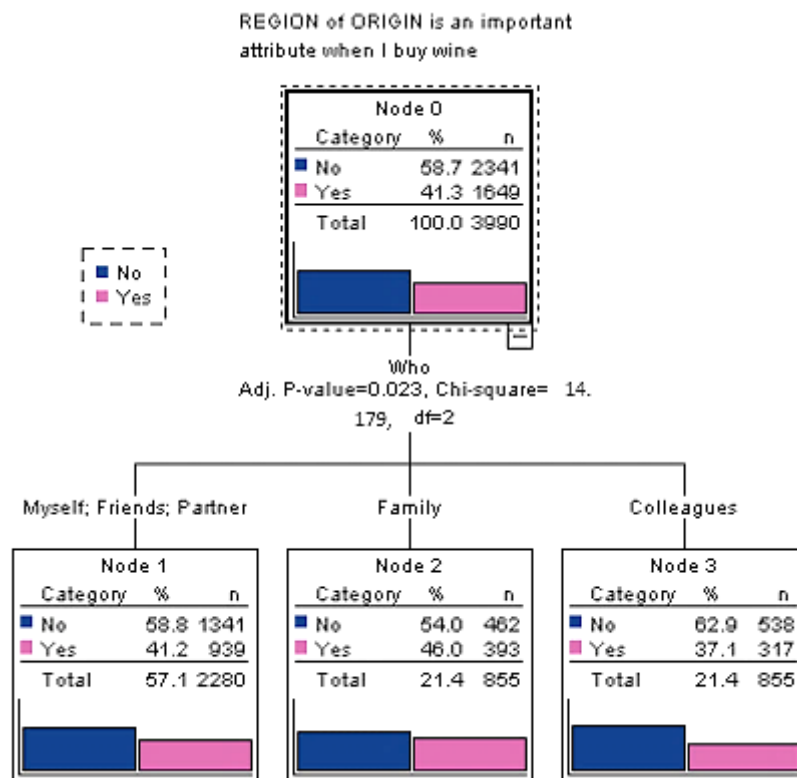 REGION of ORIGIN is an important
attribute when I buy wine
Node 0
Category % n
No 58.7 2341
Yes 41.3 1649
Total 100.0 3990
No
Yes
Who
Adj. P-value=0.023, Chi-square= 14.
179, df=2
Myself; Friends; Partner
Family
Colleagues
Node 1
Category % n
No 58.8 1341
Yes 41.2 939
Total 57.1 2280
Node 2
Category % n
No 54.0 462
Yes 46.0 393
Total 21.4 855
Node 3
Category % n
No 62.9 538
Yes 37.1 317
Total 21.4 855